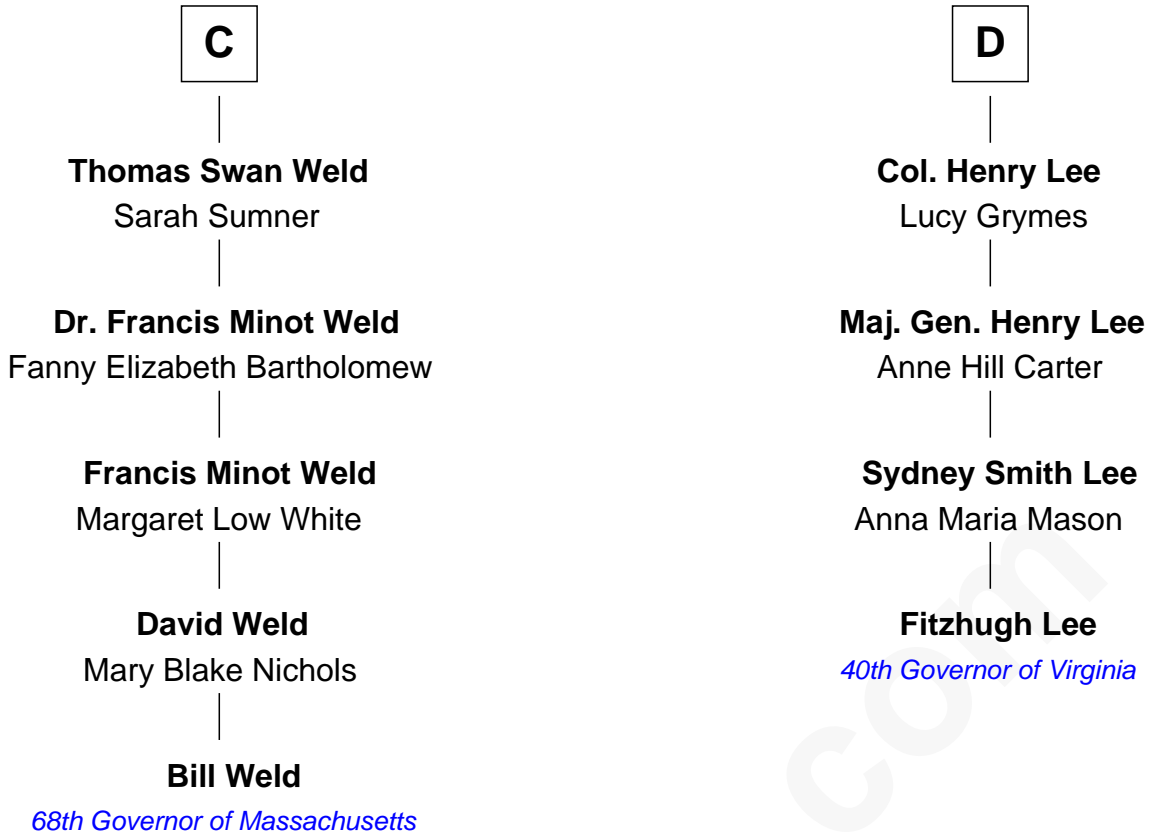 C
Thomas Swan Weld
Sarah Sumner
Dr. Francis Minot Weld
Fanny Elizabeth Bartholomew
Francis Minot Weld
Margaret Low White
David Weld
Mary Blake Nichols
Bill Weld
68th Governor of Massachusetts
D
Col. Henry Lee
Lucy Grymes
Maj. Gen. Henry Lee
Anne Hill Carter
Sydney Smith Lee
Anna Maria Mason
Fitzhugh Lee
40th Governor of Virginia
com